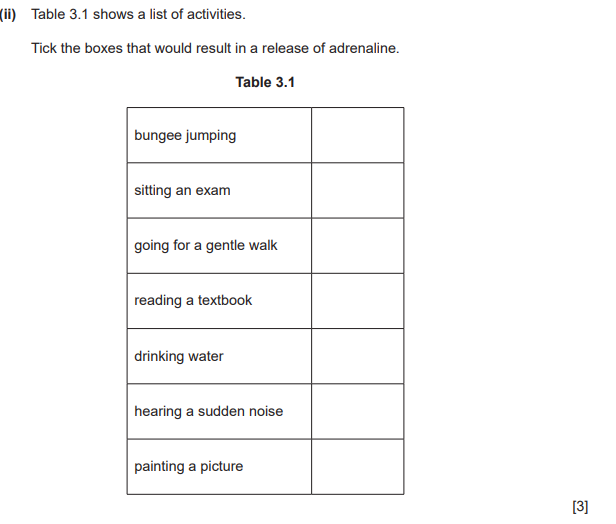 (ii) Table 3.1 shows a list of activities.
Tick the boxes that would result in a release of adrenaline.
Table 3.1
bungee jumping
sitting an exam
going for a gentle walk
reading a textbook
drinking water
hearing a sudden noise
painting a picture
[3]